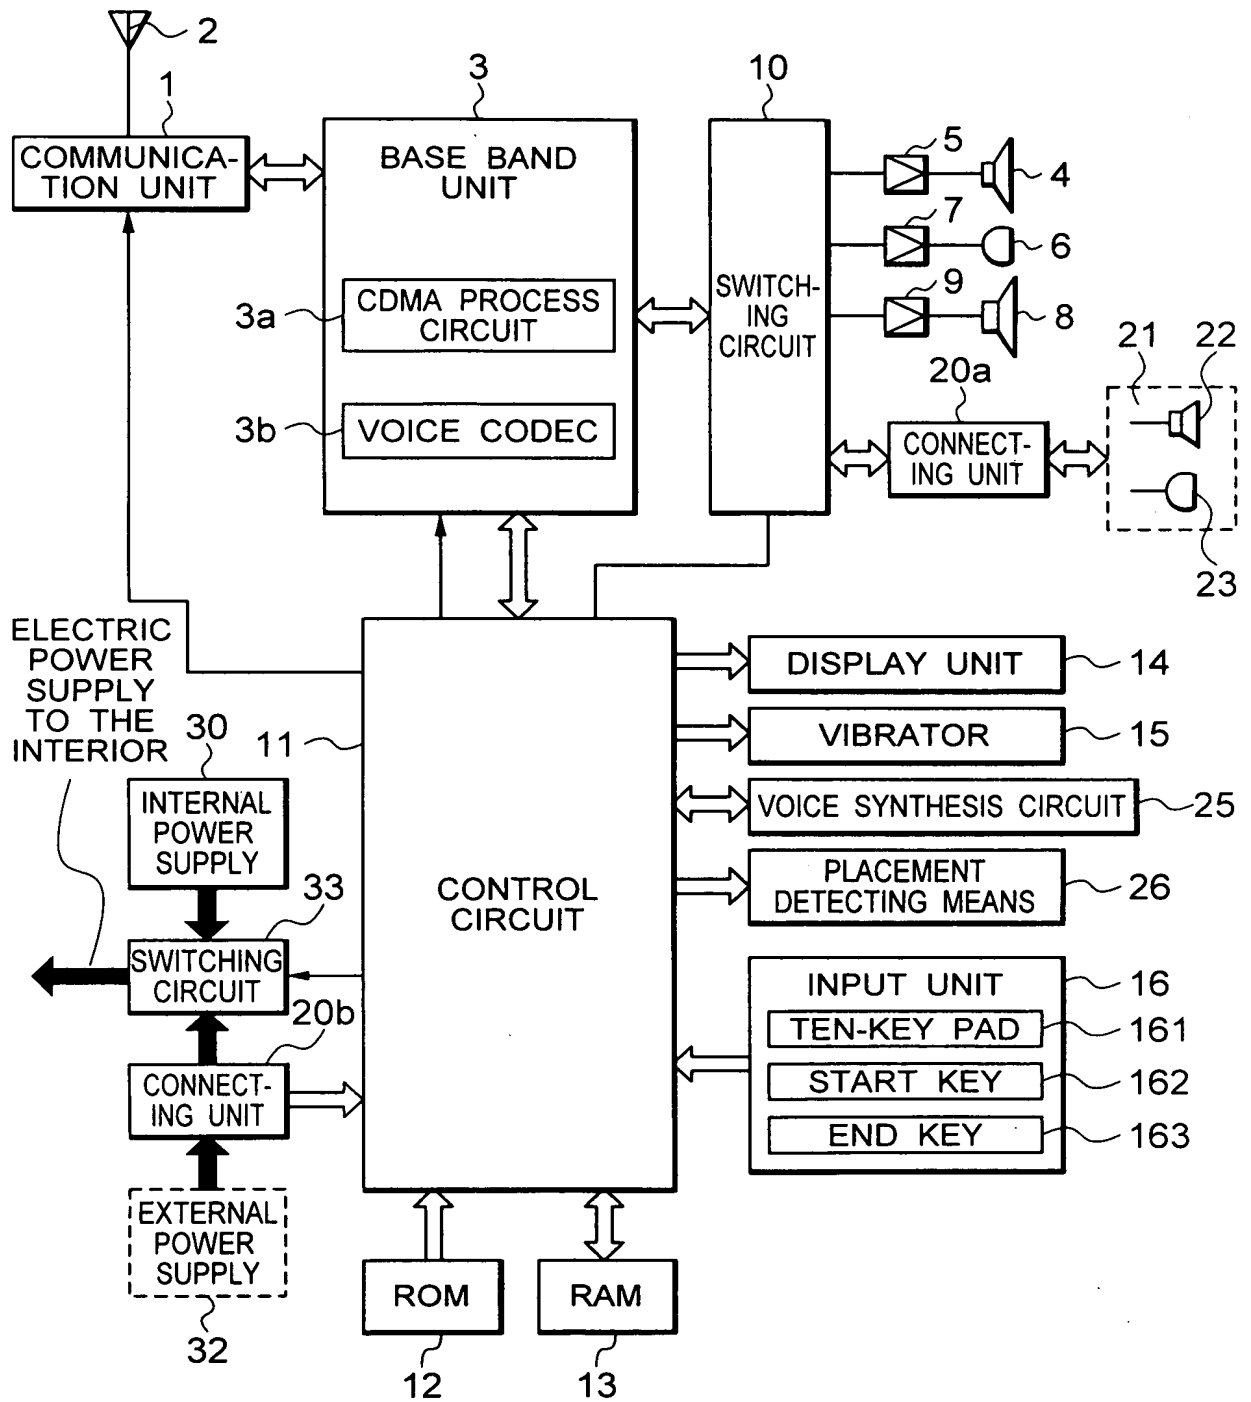 2
1
COMMUNICA-
TION UNIT
3
BASE BAND
UNIT
3a
CDMA PROCESS
CIRCUIT
3b
VOICE CODEC
10
SWITCH-
ING
CIRCUIT
5
4
7
6
9
8
20a
CONNECT-
ING UNIT
21
22
23
ELECTRIC
POWER
SUPPLY
TO THE
INTERIOR
30
INTERNAL
POWER
SUPPLY
33
SWITCHING
CIRCUIT
20b
CONNECT-
ING UNIT
EXTERNAL
POWER
SUPPLY
32
11
CONTROL
CIRCUIT
DISPLAY UNIT
14
VIBRATOR
15
VOICE SYNTHESIS CIRCUIT
25
PLACEMENT
DETECTING MEANS
26
INPUT UNIT
16
TEN-KEY PAD
161
START KEY
162
END KEY
163
ROM
12
RAM
13